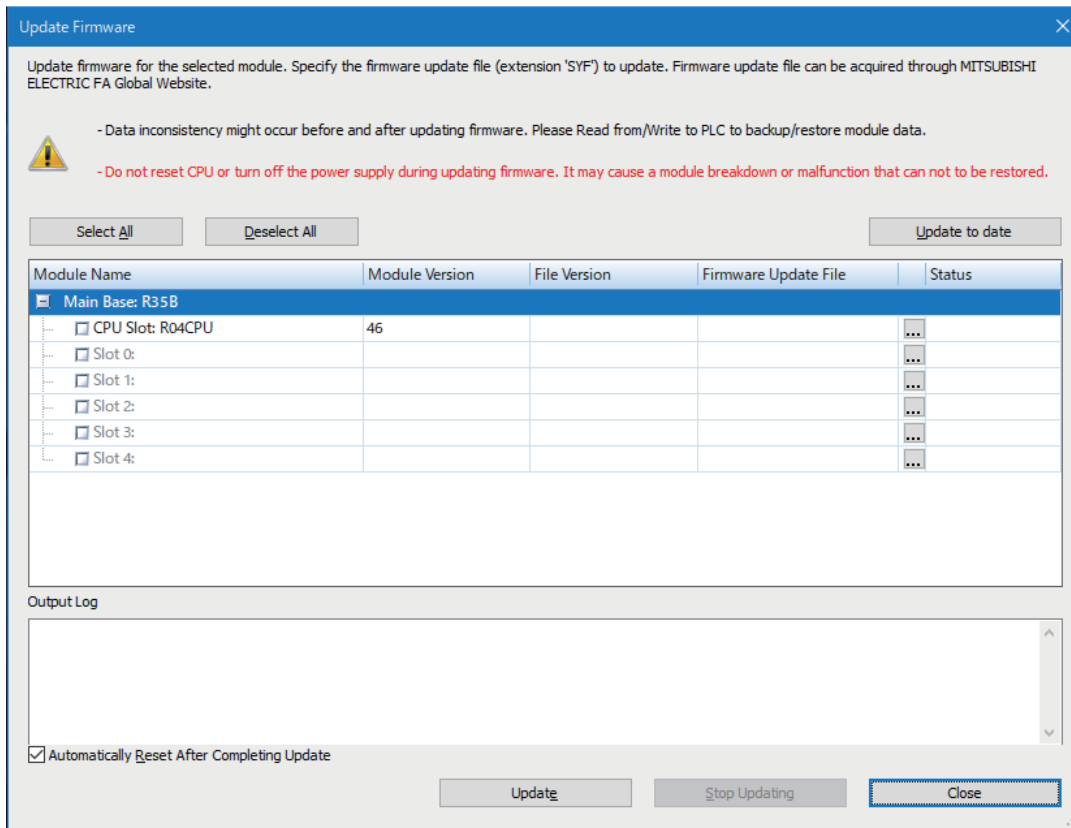 Update Firmware
Update firmware for the selected module. Specify the firmware update file (extension 'SYF') to update. Firmware update file can be acquired through MITSUBISHI
ELECTRIC FA Global Website.
- Data inconsistency might occur before and after updating firmware. Please Read from/Write to PLC to backup/restore module data.
- Do not reset CPU or turn off the power supply during updating firmware. It may cause a module breakdown or malfunction that can not to be restored.
Select All Deselect All Update to date
Module Name Module Version File Version Firmware Update File Status
Main Base: R35B
CPU Slot: R04CPU 46 ...
Slot 0: ...
Slot 1: ...
Slot 2: ...
Slot 3: ...
Slot 4: ...
Output Log
Automatically Reset After Completing Update
Update Stop Updating Close